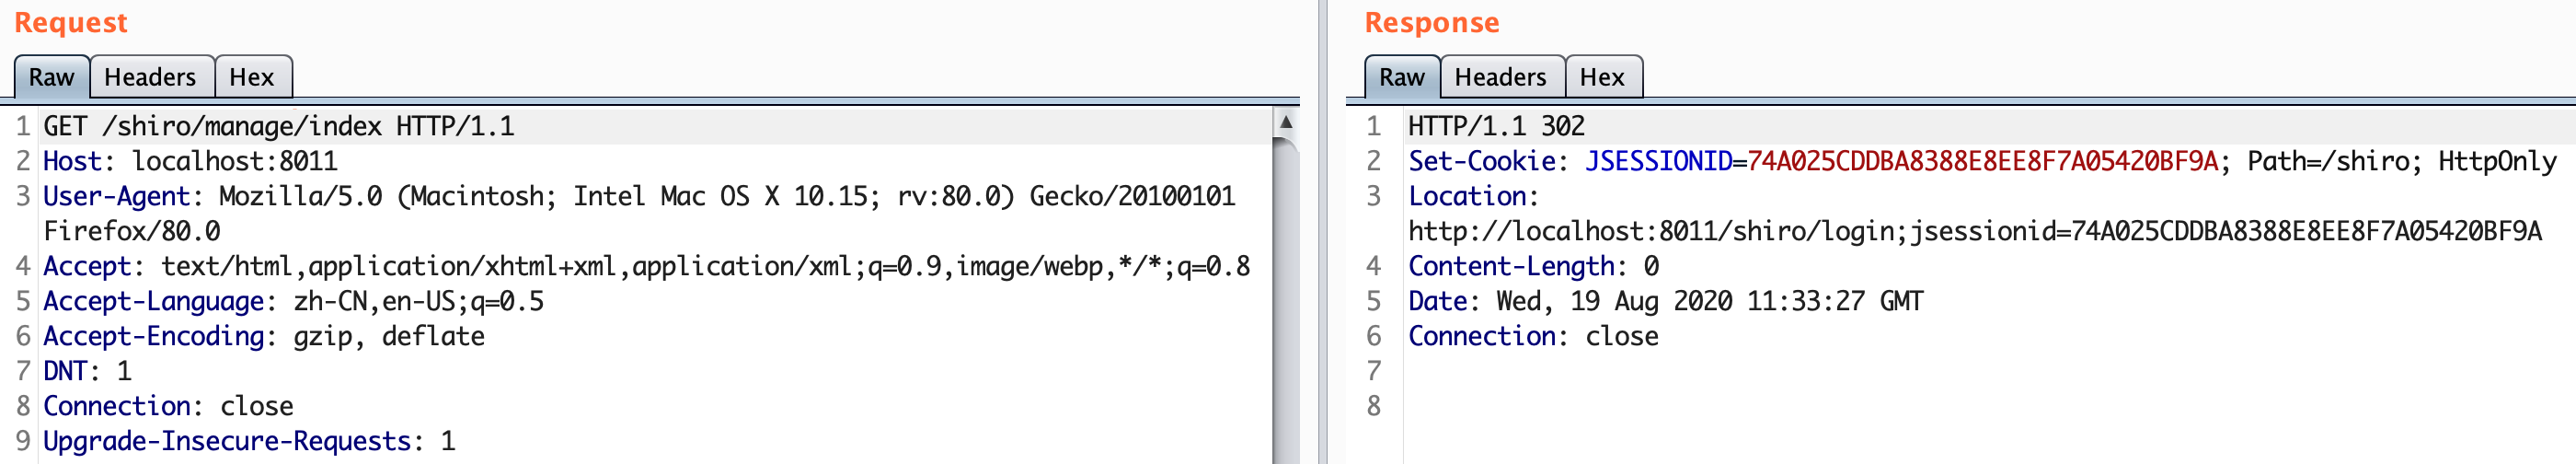 Request
Raw Headers Hex
1 GET /shiro/manage/index HTTP/1.1
2 Host: localhost:8011
3 User-Agent: Mozilla/5.0 (Macintosh; Intel Mac OS X 10.15; rv:80.0) Gecko/20100101
Firefox/80.0
4 Accept: text/html,application/xhtml+xml,application/xml;q=0.9,image/webp,*/*;q=0.8
5 Accept-Language: zh-CN,en-US;q=0.5
6 Accept-Encoding: gzip, deflate
7 DNT: 1
8 Connection: close
9 Upgrade-Insecure-Requests: 1
Response
Raw Headers Hex
1 HTTP/1.1 302
2 Set-Cookie: JSESSIONID=74A025CDDBA8388E8EE8F7A05420BF9A; Path=/shiro; HttpOnly
3 Location:
http://localhost:8011/shiro/login;jsessionid=74A025CDDBA8388E8EE8F7A05420BF9A
4 Content-Length: 0
5 Date: Wed, 19 Aug 2020 11:33:27 GMT
6 Connection: close
7
8